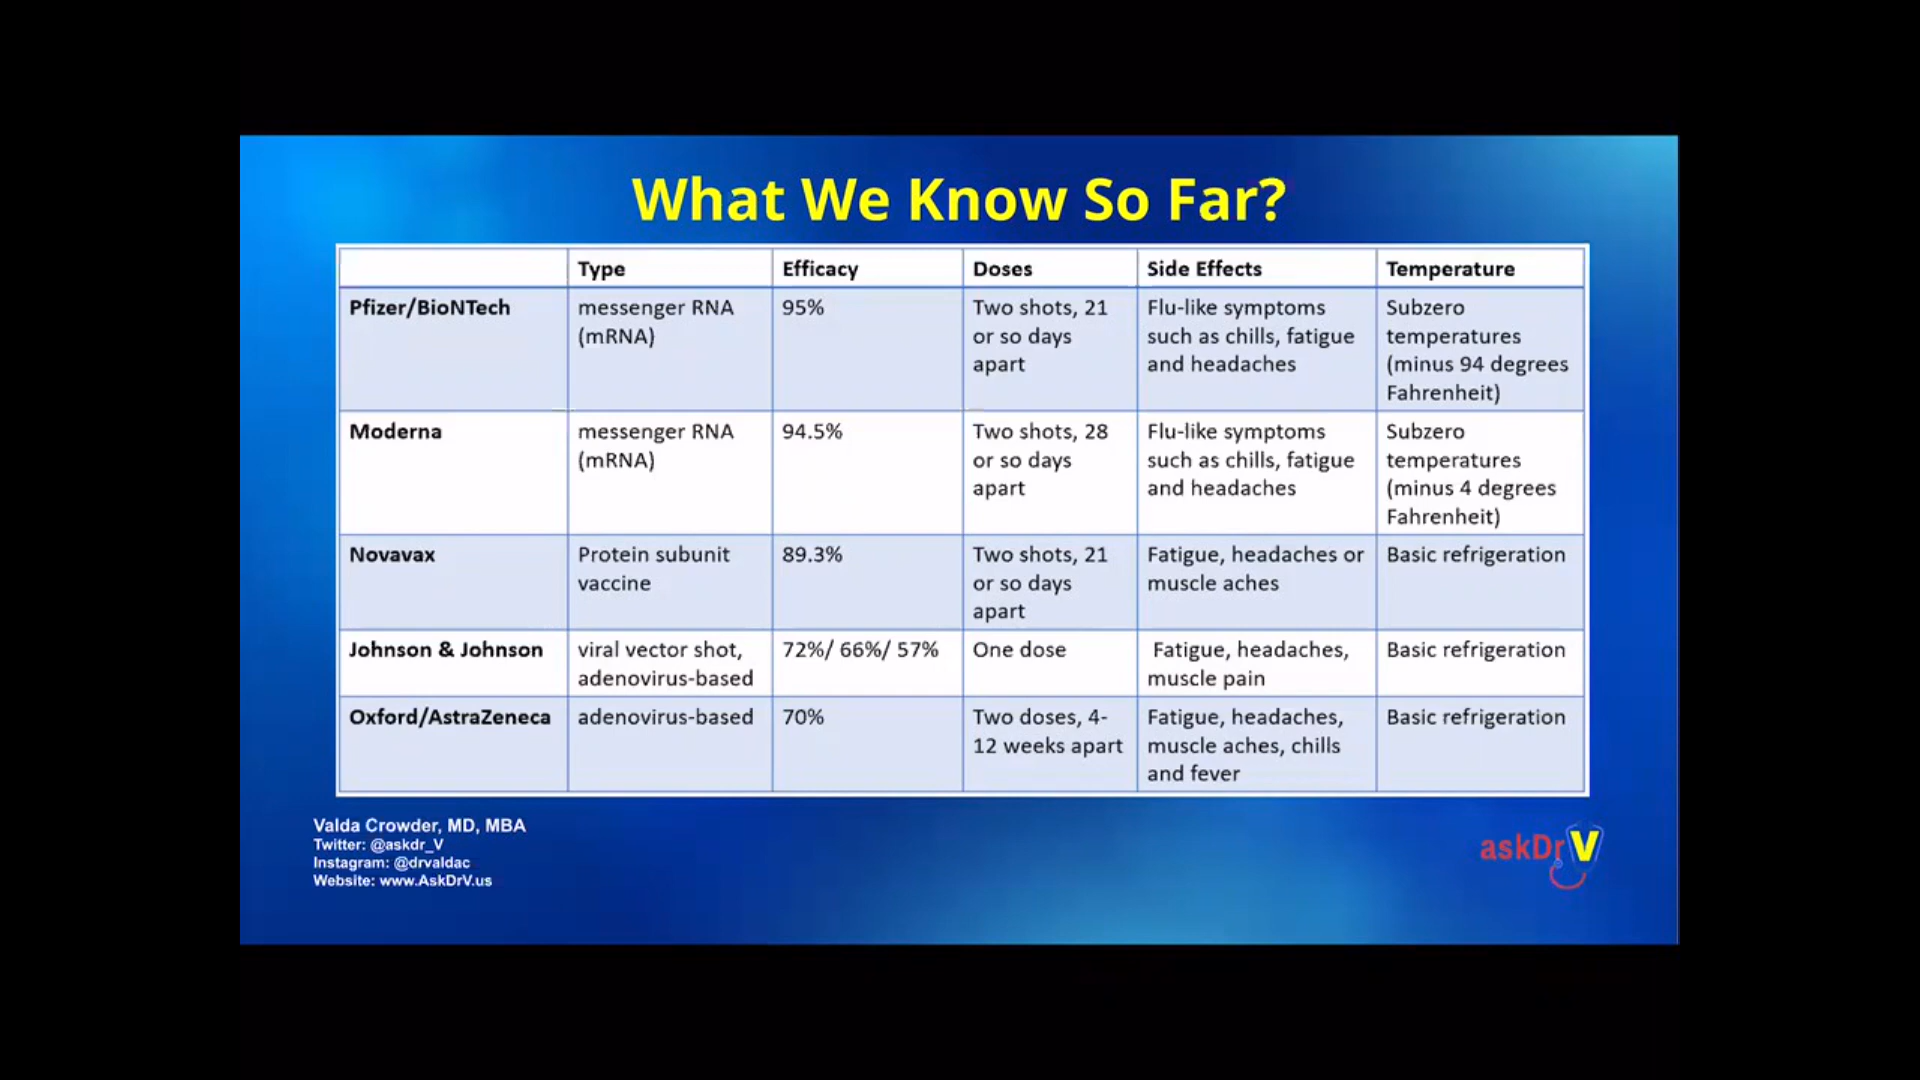 What We Know So Far?
Type Efficacy Doses Side Effects Temperature
Pfizer/BioNTech messenger RNA 95% Two shots, 21 Flu-like symptoms Subzero
(mRNA) or so days such as chills, fatigue temperatures
apart and headaches (minus 94 degrees
Fahrenheit)
Moderna messenger RNA 94.5% Two shots, 28 Flu-like symptoms Subzero
(mRNA) or so days such as chills, fatigue temperatures
apart and headaches (minus 4 degrees
Fahrenheit)
Novavax Protein subunit 89.3% Two shots, 21 Fatigue, headaches or Basic refrigeration
vaccine or so days muscle aches
apart
Johnson & Johnson viral vector shot, 72%/ 66%/ 57% One dose Fatigue, headaches, Basic refrigeration
adenovirus-based muscle pain
Oxford/AstraZeneca adenovirus-based 70% Two doses, 4- Fatigue, headaches, Basic refrigeration
12 weeks apart muscle aches, chills
and fever
Valda Crowder, MD, MBA
Twitter: @askdr_V
Instagram: @drvaldac
Website: www.AskDrV.us
askDrV